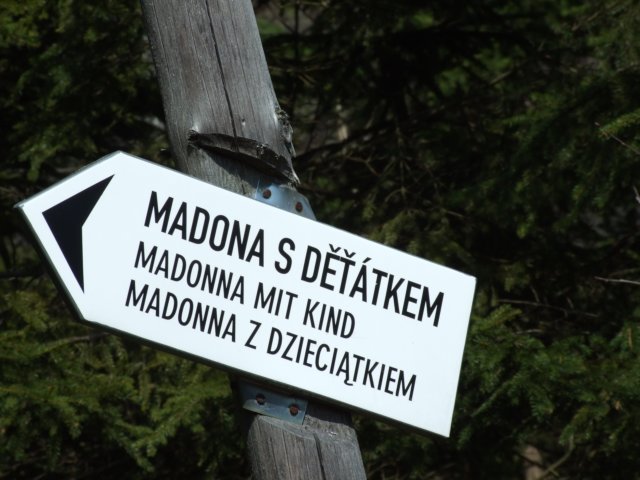 MADONA S DĚŤÁTKEM
MADONNA MIT KIND
MADONNA Z DZIECIĄTKIEM